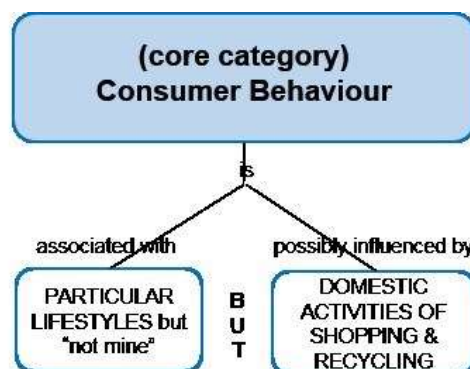 (core category)
Consumer Behaviour
is
associated with
possibly influenced by
PARTICULAR
LIFESTYLES but
"not mine"
B
U
T
DOMESTIC
ACTIVITIES OF
SHOPPING &
RECYCLING